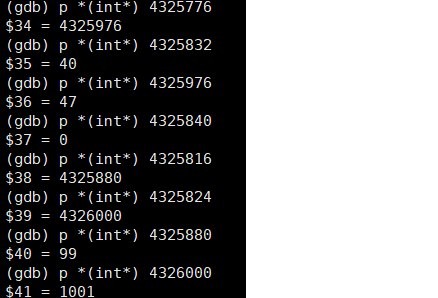 (gdb) p *(int*) 4325776
$34 = 4325976
(gdb) p *(int*) 4325832
$35 = 40
(gdb) p *(int*) 4325976
$36 = 47
(gdb) p *(int*) 4325840
$37 = 0
(gdb) p *(int*) 4325816
$38 = 4325880
(gdb) p *(int*) 4325824
$39 = 4326000
(gdb) p *(int*) 4325880
$40 = 99
(gdb) p *(int*) 4326000
$41 = 1001